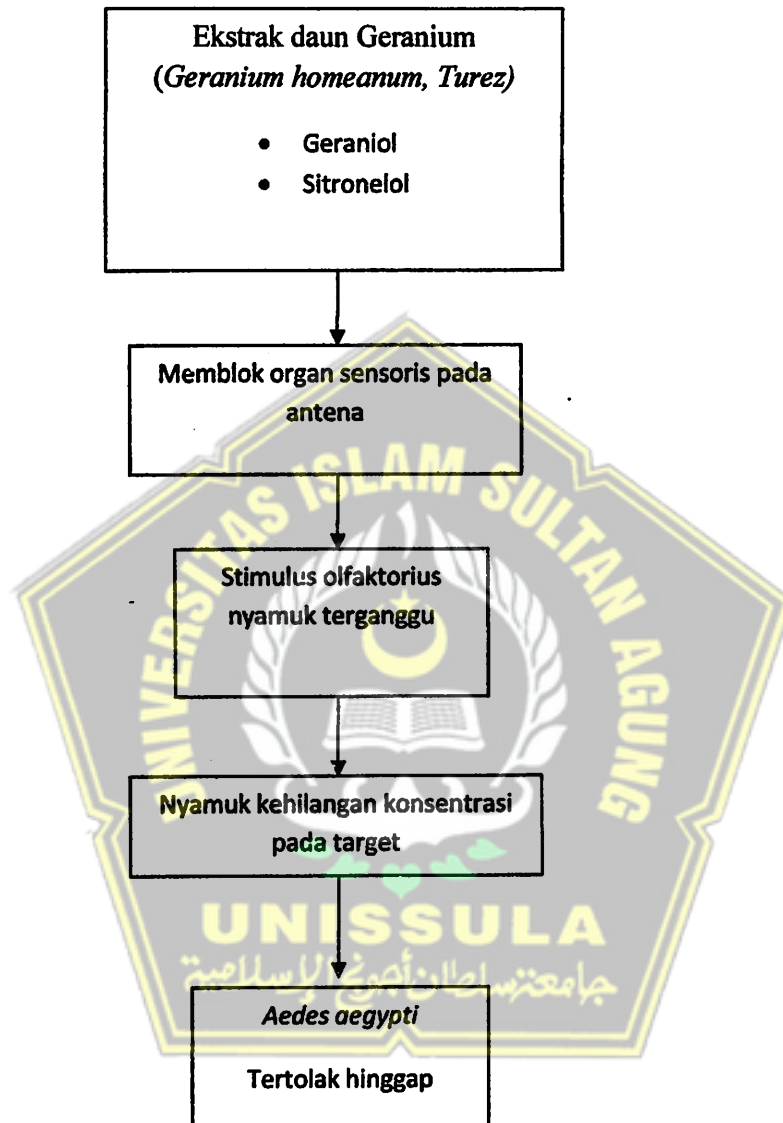 Ekstrak daun Geranium
(Geranium homeanum, Turez)
• Geraniol
• Sitronelol
Memblok organ sensoris pada
antena
Stimulus olfaktorius
nyamuk terganggu
Nyamuk kehilangan konsentrasi
pada target
Aedes aegypti
Tertolak hinggap
UNIVERSITAS ISLAM SULTAN AGUNG
UNISSULA
جامعة سلطان أجونج الإسلامية